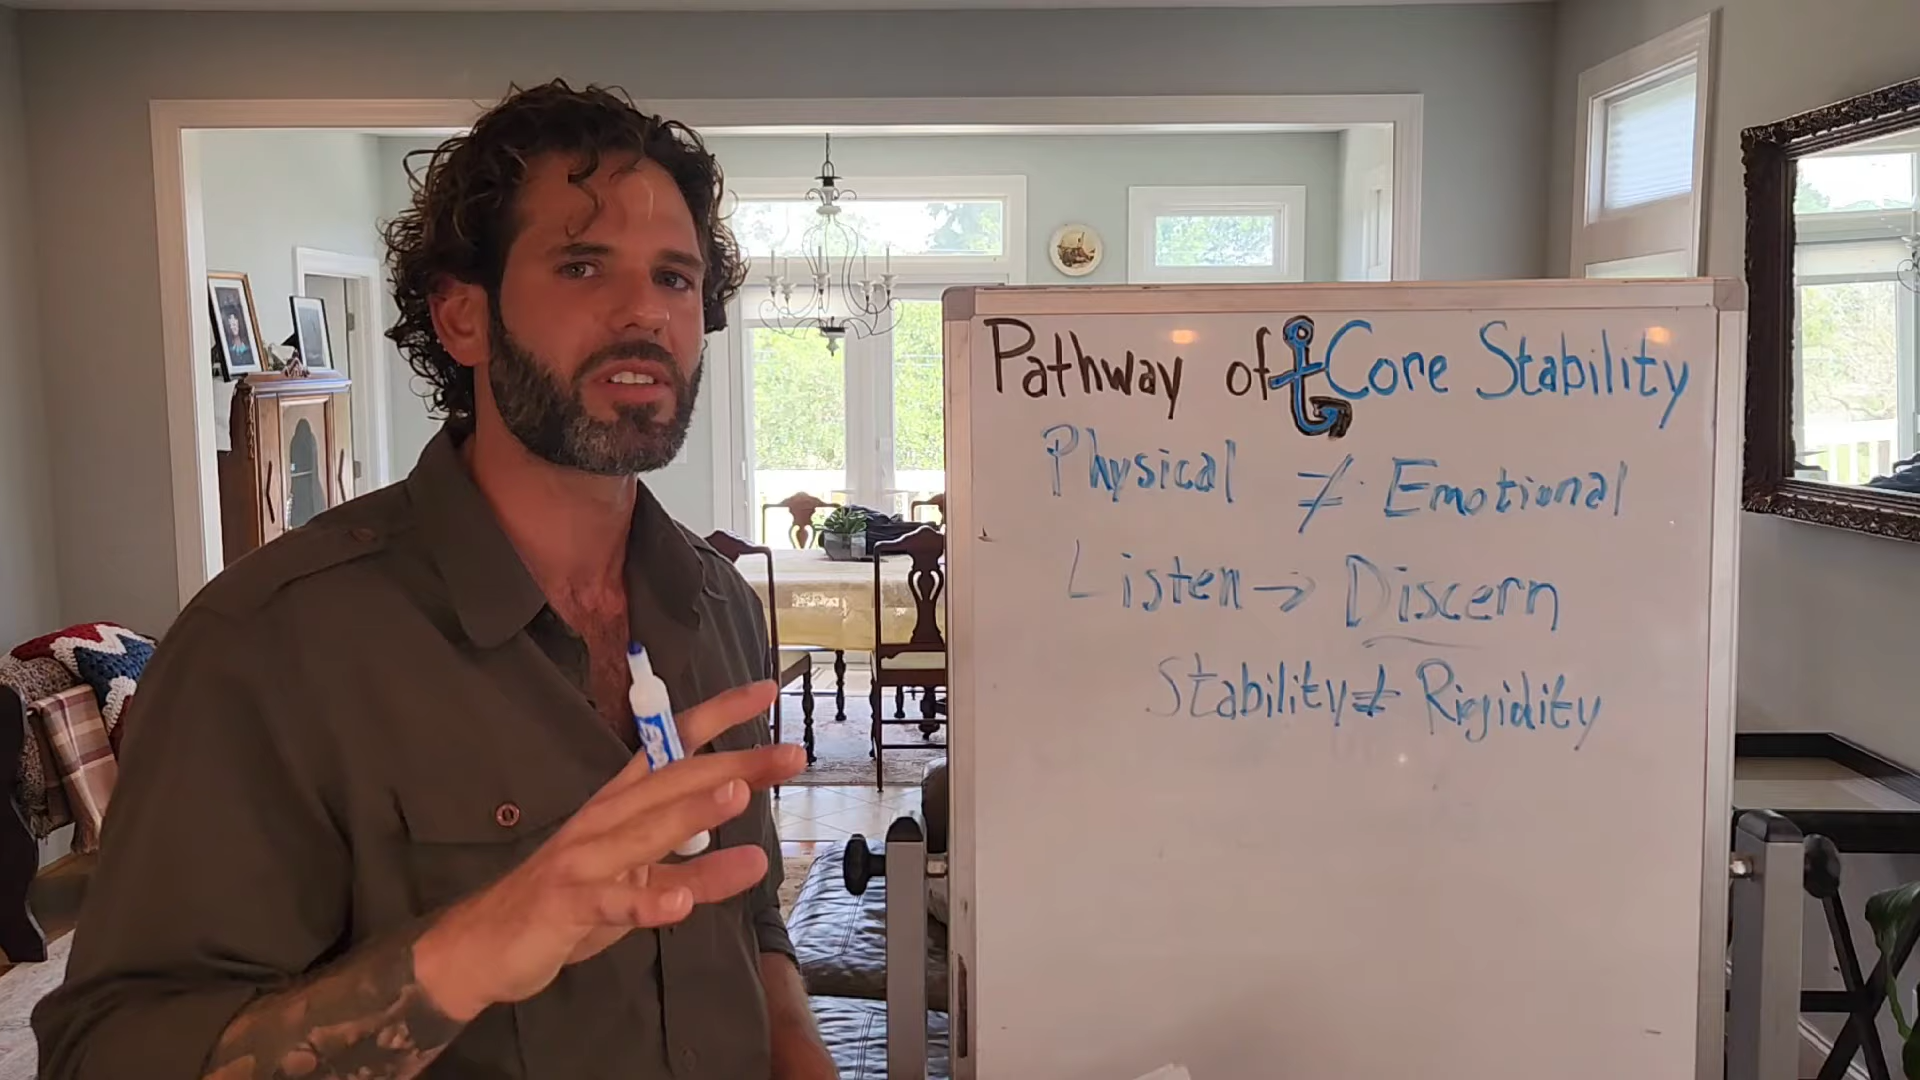 Pathway of Core Stability
Physical ≠ Emotional
Listen → Discern
Stability ≠ Rigidity